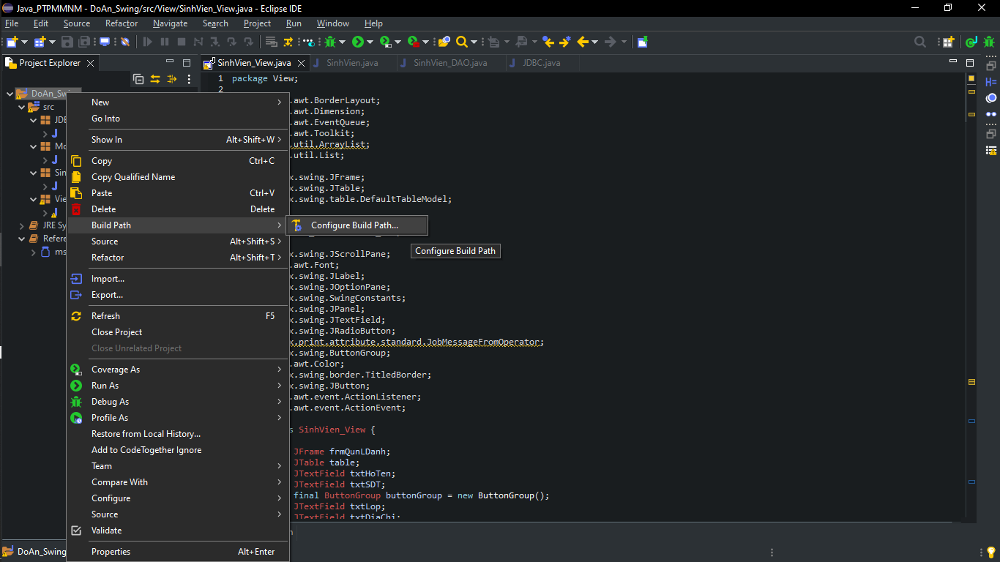 Java_PTPMMNM - DoAn_Swing/src/View/SinhVien_View.java - Eclipse IDE
File Edit Source Refactor Navigate Search Project Run Window Help
Project Explorer
SinhVien_View.java SinhVien.java SinhVien_DAO.java JDBC.java
1 package View;
2
DoAn_Swing
src
.awt.BorderLayout;
.awt.Dimension;
.awt.EventQueue;
.awt.Toolkit;
.util.ArrayList;
.util.List;
x.swing.JFrame;
x.swing.JTable;
x.swing.table.DefaultTableModel;
x.swing.JScrollPane;
.awt.Font;
x.swing.JLabel;
x.swing.JOptionPane;
x.swing.SwingConstants;
x.swing.JPanel;
x.swing.JTextField;
x.swing.JRadioButton;
x.print.attribute.standard.JobMessageFromOperator;
x.swing.ButtonGroup;
.awt.Color;
x.swing.border.TitledBorder;
x.swing.JButton;
.awt.event.ActionListener;
.awt.event.ActionEvent;
s SinhVien_View {
JFrame frmQunLDanh;
JTable table;
JTextField txtHoTen;
JTextField txtSDT;
final ButtonGroup buttonGroup = new ButtonGroup();
JTextField txtLop;
JTextField txtDiaChi;
JDB
Mo
Sin
Vie
JRE Sy
Refere
ms
New
Go Into
Show In Alt+Shift+W
Copy Ctrl+C
Copy Qualified Name
Paste Ctrl+V
Delete Delete
Build Path
Configure Build Path...
Configure Build Path
Source Alt+Shift+S
Refactor Alt+Shift+T
Import...
Export...
Refresh F5
Close Project
Close Unrelated Project
Coverage As
Run As
Debug As
Profile As
Restore from Local History...
Add to CodeTogether Ignore
Team
Compare With
Configure
Source
Validate
Properties Alt+Enter
DoAn_Swing